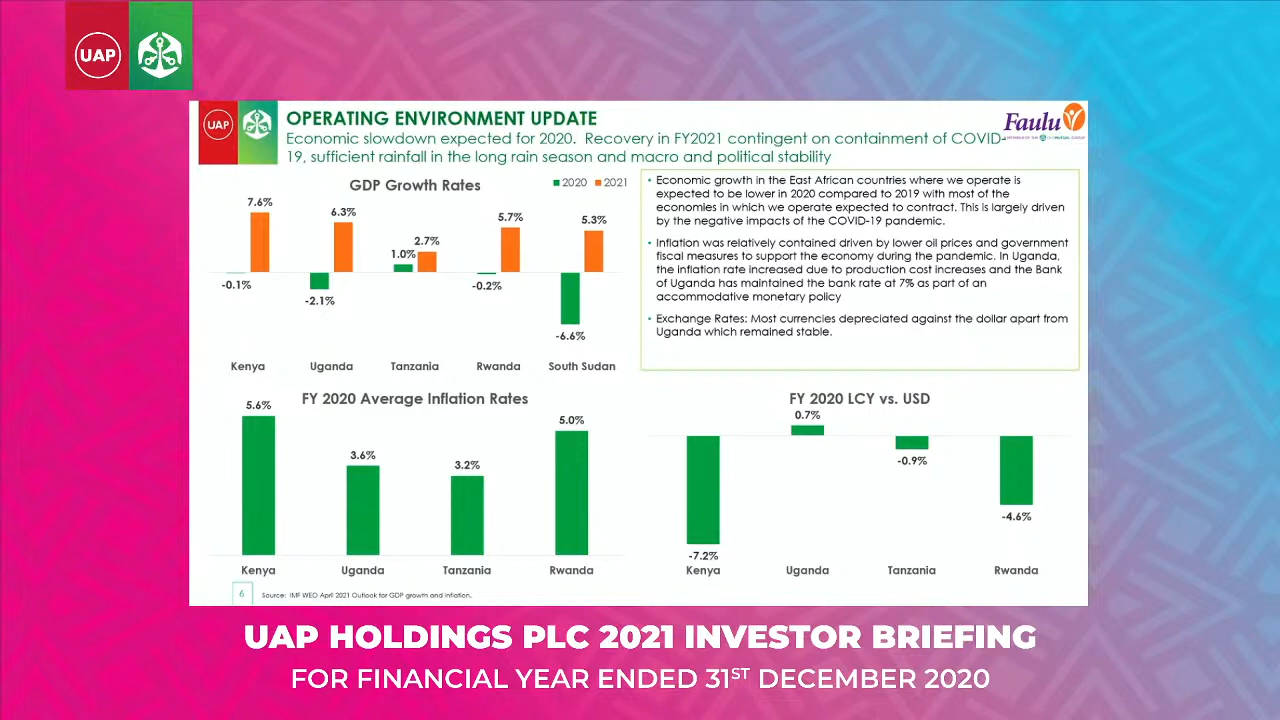 UAP
UAP
OPERATING ENVIRONMENT UPDATE
Faulu
Economic slowdown expected for 2020. Recovery in FY2021 contingent on containment of COVID-
19, sufficient rainfall in the long rain season and macro and political stability
GDP Growth Rates
2020 2021
7.6%
6.3%
1.0%
2.7%
5.7%
5.3%
-0.1%
-2.1%
-0.2%
-6.6%
Kenya Uganda Tanzania Rwanda South Sudan
• Economic growth in the East African countries where we operate is
expected to be lower in 2020 compared to 2019 with most of the
economies in which we operate expected to contract. This is largely driven
by the negative impacts of the COVID-19 pandemic.
• Inflation was relatively contained driven by lower oil prices and government
fiscal measures to support the economy during the pandemic. In Uganda,
the inflation rate increased due to production cost increases and the Bank
of Uganda has maintained the bank rate at 7% as part of an
accommodative monetary policy
• Exchange Rates: Most currencies depreciated against the dollar apart from
Uganda which remained stable.
FY 2020 Average Inflation Rates
5.6%
3.6%
3.2%
5.0%
Kenya Uganda Tanzania Rwanda
FY 2020 LCY vs. USD
0.7%
-0.9%
-4.6%
-7.2%
Kenya Uganda Tanzania Rwanda
6
Source: IMF WEO April 2021 Outlook for GDP growth and inflation.
UAP HOLDINGS PLC 2021 INVESTOR BRIEFING
FOR FINANCIAL YEAR ENDED 31ST DECEMBER 2020